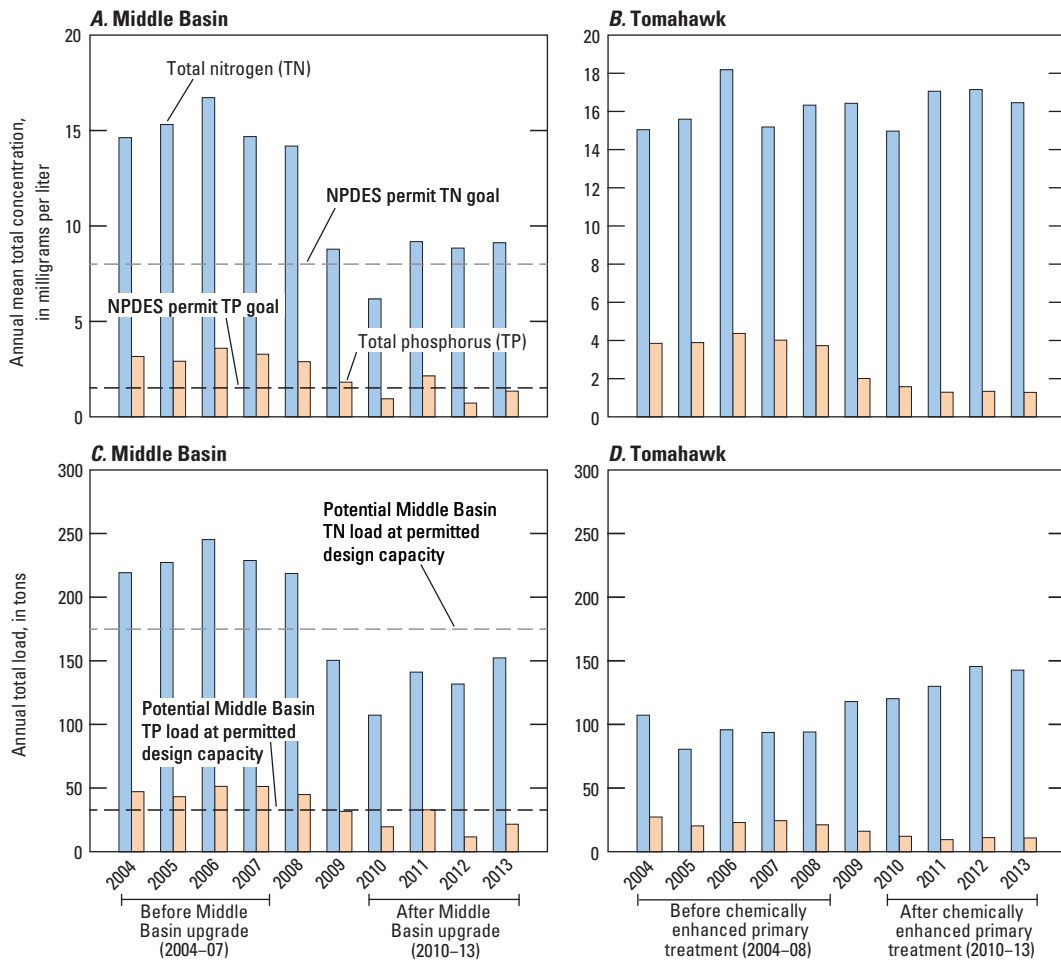 A. Middle Basin
20
15
10
5
0
Total nitrogen (TN)
NPDES permit TN goal
NPDES permit TP goal
Total phosphorus (TP)
Annual mean total concentration,
in milligrams per liter
B. Tomahawk
20
18
16
14
12
10
8
6
4
2
0
C. Middle Basin
300
250
200
150
100
50
0
Potential Middle Basin
TN load at permitted
design capacity
Potential Middle Basin
TP load at permitted
design capacity
Annual total load, in tons
2004
2005
2006
2007
2008
2009
2010
2011
2012
2013
Before Middle
Basin upgrade
(2004–07)
After Middle
Basin upgrade
(2010–13)
D. Tomahawk
300
250
200
150
100
50
0
2004
2005
2006
2007
2008
2009
2010
2011
2012
2013
Before chemically
enhanced primary
treatment (2004–08)
After chemically
enhanced primary
treatment (2010–13)